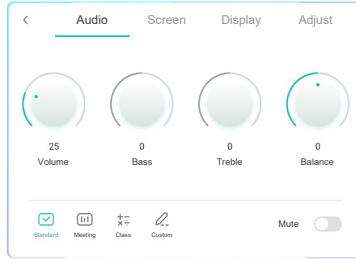 Audio Screen Display Adjust
25 0 0 0
Volume Bass Treble Balance
Standard Meeting Class Custom Mute